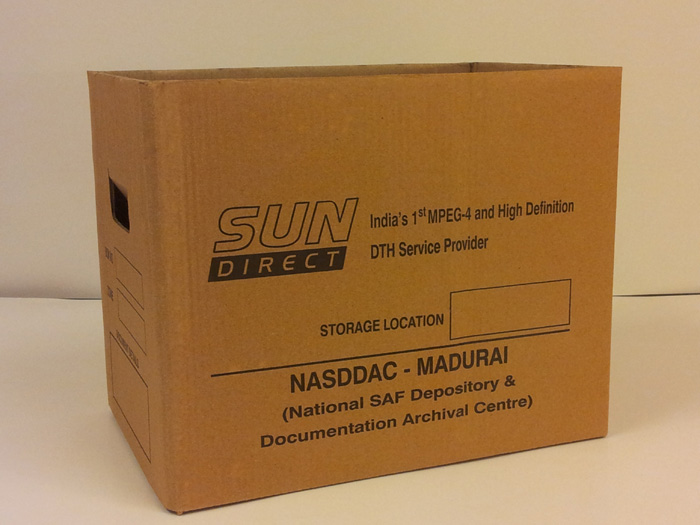 SUN
DIRECT
India's 1st MPEG-4 and High Definition
DTH Service Provider
STORAGE LOCATION
NASDDAC - MADURAI
(National SAF Depository &
Documentation Archival Centre)